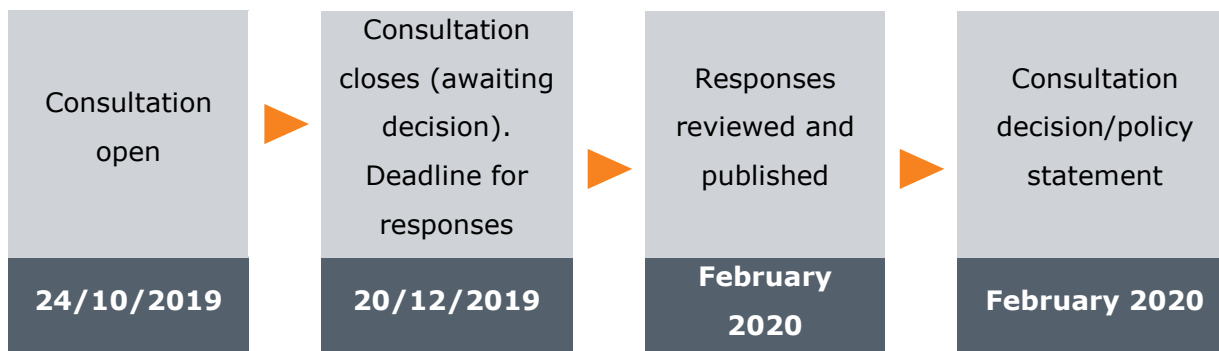 Consultation
open
24/10/2019
Consultation
closes (awaiting
decision).
Deadline for
responses
20/12/2019
Responses
reviewed and
published
February
2020
Consultation
decision/policy
statement
February 2020